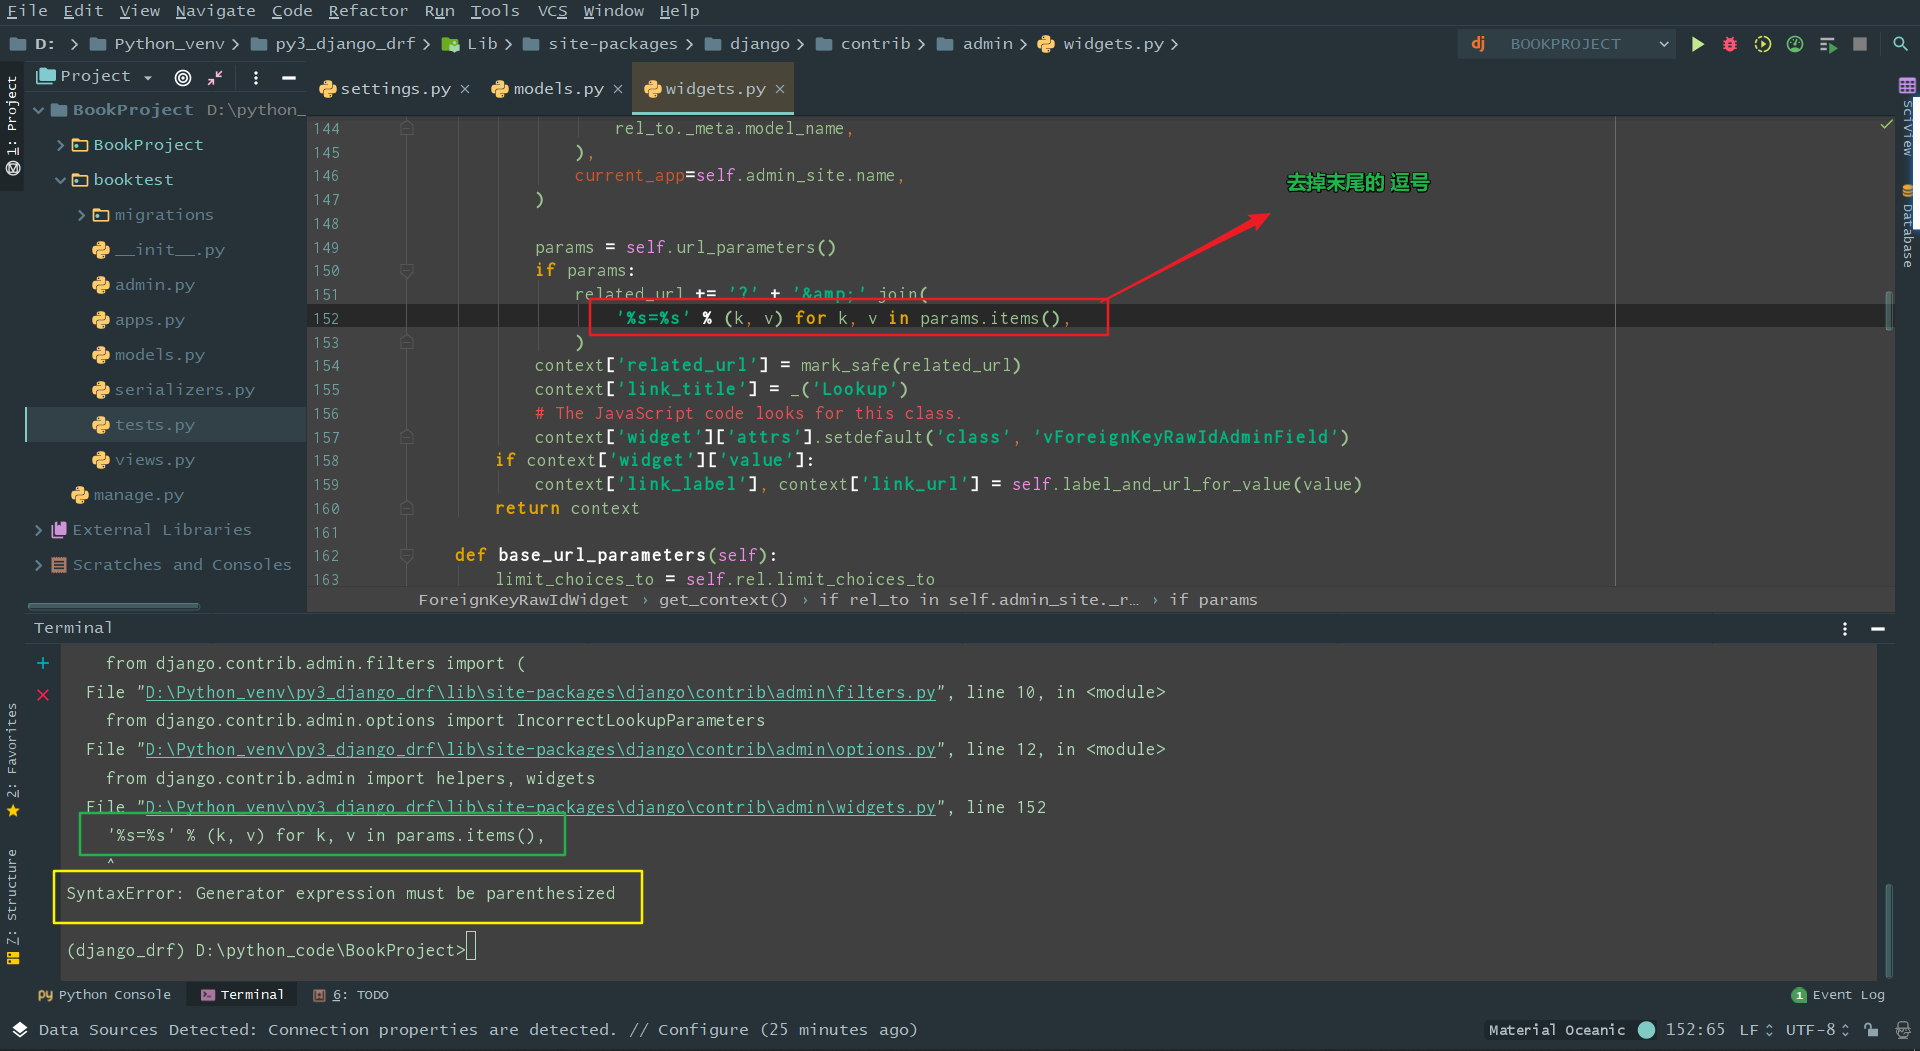 File Edit View Navigate Code Refactor Run Tools VCS Window Help
D: Python_venv py3_django_drf Lib site-packages django contrib admin widgets.py
BOOKPROJECT
Project
settings.py models.py widgets.py
1: Project
BookProject D:\python_
BookProject
booktest
migrations
__init__.py
admin.py
apps.py
models.py
serializers.py
tests.py
views.py
manage.py
External Libraries
Scratches and Consoles
144 rel_to._meta.model_name,
145 ),
146 current_app=self.admin_site.name,
147 )
148
149 params = self.url_parameters()
150 if params:
151 related_url += '?' + '&amp;'.join(
152 '%s=%s' % (k, v) for k, v in params.items(),
153 )
154 context['related_url'] = mark_safe(related_url)
155 context['link_title'] = _('Lookup')
156 # The JavaScript code looks for this class.
157 context['widget']['attrs'].setdefault('class', 'vForeignKeyRawIdAdminField')
158 if context['widget']['value']:
159 context['link_label'], context['link_url'] = self.label_and_url_for_value(value)
160 return context
161
162 def base_url_parameters(self):
163 limit_choices_to = self.rel.limit_choices_to
去掉末尾的 逗号
SciView
Database
ForeignKeyRawIdWidget › get_context() › if rel_to in self.admin_site._r… › if params
Terminal
from django.contrib.admin.filters import (
File "D:\Python_venv\py3_django_drf\lib\site-packages\django\contrib\admin\filters.py", line 10, in <module>
from django.contrib.admin.options import IncorrectLookupParameters
File "D:\Python_venv\py3_django_drf\lib\site-packages\django\contrib\admin\options.py", line 12, in <module>
from django.contrib.admin import helpers, widgets
File "D:\Python_venv\py3_django_drf\lib\site-packages\django\contrib\admin\widgets.py", line 152
'%s=%s' % (k, v) for k, v in params.items(),
^
SyntaxError: Generator expression must be parenthesized
(django_drf) D:\python_code\BookProject>
2: Favorites
7: Structure
Python Console Terminal 6: TODO
1 Event Log
Data Sources Detected: Connection properties are detected. // Configure (25 minutes ago)
Material Oceanic 152:65 LF UTF-8